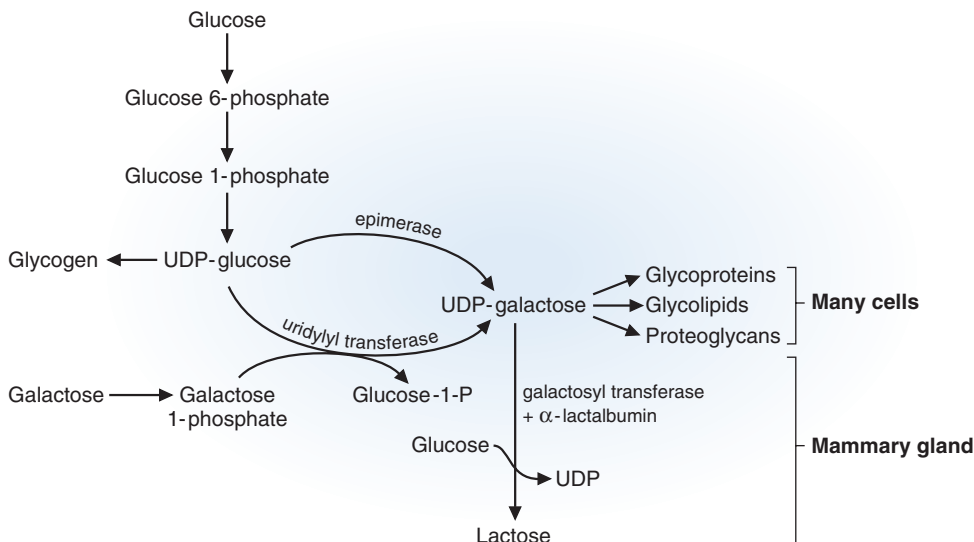 Glucose
Glucose 6-phosphate
Glucose 1-phosphate
epimerase
Glycogen
UDP-glucose
Glycoproteins
UDP-galactose
Glycolipids
Many cells
uridylyl transferase
Proteoglycans
Galactose
Galactose
1-phosphate
Glucose-1-P
galactosyl transferase
+ α-lactalbumin
Glucose
Mammary gland
UDP
Lactose